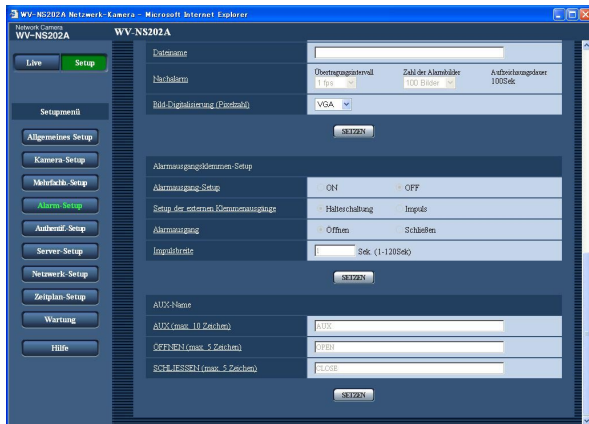 WV-NS202A Netzwerk-Kamera - Microsoft Internet Explorer
Network Camera
WV-NS202A
WV-NS202A
Live
Setup
Setupmenü
Allgemeines Setup
Kamera-Setup
Mehrfachb.-Setup
Alarm-Setup
Authentif.-Setup
Server-Setup
Netzwerk-Setup
Zeitplan-Setup
Wartung
Hilfe
Dateiname
Nachalarm
Übertragungsintervall
Zahl der Alarmbilder
Aufzeichnungsdauer
1 fps
100 Bilder
100Sek
Bild-Digitalisierung (Pixelzahl)
VGA
SETZEN
Alarmausgangsklemmen-Setup
Alarmausgang-Setup
ON
OFF
Setup der externen Klemmenausgänge
Halteschaltung
Impuls
Alarmausgang
Öffnen
Schließen
Impulsbreite
1
Sek. (1-120Sek)
SETZEN
AUX-Name
AUX (max. 10 Zeichen)
AUX
ÖFFNEN (max. 5 Zeichen)
OPEN
SCHLIESSEN (max. 5 Zeichen)
CLOSE
SETZEN